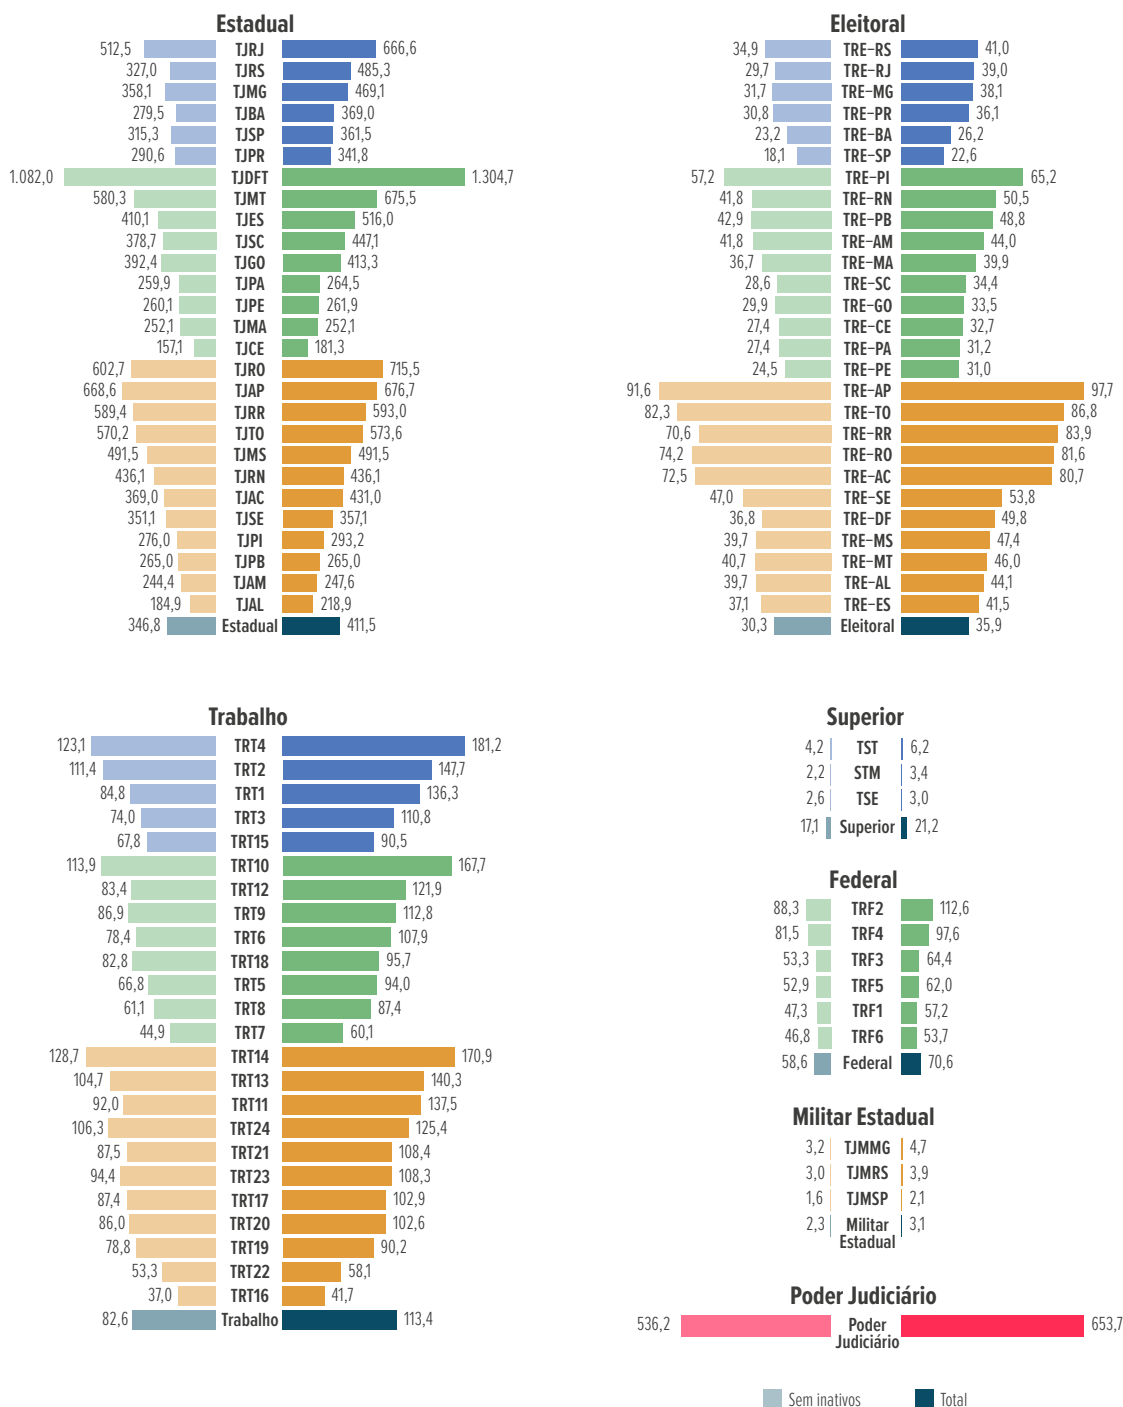 Estadual
512,5 TJRJ 666,6
327,0 TJRS 485,3
358,1 TJMG 469,1
279,5 TJBA 369,0
315,3 TJSP 361,5
290,6 TJPR 341,8
1.082,0 TJDFT 1.304,7
580,3 TJMT 675,5
410,1 TJES 516,0
378,7 TJSC 447,1
392,4 TJGO 413,3
259,9 TJPA 264,5
260,1 TJPE 261,9
252,1 TJMA 252,1
157,1 TJCE 181,3
602,7 TJRO 715,5
668,6 TJAP 676,7
589,4 TJRR 593,0
570,2 TJTO 573,6
491,5 TJMS 491,5
436,1 TJRN 436,1
369,0 TJAC 431,0
351,1 TJSE 357,1
276,0 TJPI 293,2
265,0 TJPB 265,0
244,4 TJAM 247,6
184,9 TJAL 218,9
346,8 Estadual 411,5
Eleitoral
34,9 TRE-RS 41,0
29,7 TRE-RJ 39,0
31,7 TRE-MG 38,1
30,8 TRE-PR 36,1
23,2 TRE-BA 26,2
18,1 TRE-SP 22,6
57,2 TRE-PI 65,2
41,8 TRE-RN 50,5
42,9 TRE-PB 48,8
41,8 TRE-AM 44,0
36,7 TRE-MA 39,9
28,6 TRE-SC 34,4
29,9 TRE-GO 33,5
27,4 TRE-CE 32,7
27,4 TRE-PA 31,2
24,5 TRE-PE 31,0
91,6 TRE-AP 97,7
82,3 TRE-TO 86,8
70,6 TRE-RR 83,9
74,2 TRE-RO 81,6
72,5 TRE-AC 80,7
47,0 TRE-SE 53,8
36,8 TRE-DF 49,8
39,7 TRE-MS 47,4
40,7 TRE-MT 46,0
39,7 TRE-AL 44,1
37,1 TRE-ES 41,5
30,3 Eleitoral 35,9
Trabalho
123,1 TRT4 181,2
111,4 TRT2 147,7
84,8 TRT1 136,3
74,0 TRT3 110,8
67,8 TRT15 90,5
113,9 TRT10 167,7
83,4 TRT12 121,9
86,9 TRT9 112,8
78,4 TRT6 107,9
82,8 TRT18 95,7
66,8 TRT5 94,0
61,1 TRT8 87,4
44,9 TRT7 60,1
128,7 TRT14 170,9
104,7 TRT13 140,3
92,0 TRT11 137,5
106,3 TRT24 125,4
87,5 TRT21 108,4
94,4 TRT23 108,3
87,4 TRT17 102,9
86,0 TRT20 102,6
78,8 TRT19 90,2
53,3 TRT22 58,1
37,0 TRT16 41,7
82,6 Trabalho 113,4
Superior
4,2 TST 6,2
2,2 STM 3,4
2,6 TSE 3,0
17,1 Superior 21,2
Federal
88,3 TRF2 112,6
81,5 TRF4 97,6
53,3 TRF3 64,4
52,9 TRF5 62,0
47,3 TRF1 57,2
46,8 TRF6 53,7
58,6 Federal 70,6
Militar Estadual
3,2 TJMMG 4,7
3,0 TJMRS 3,9
1,6 TJMSP 2,1
2,3 Militar 3,1
Estadual
Poder Judiciário
536,2 Poder 653,7
Judiciário
Sem inativos Total